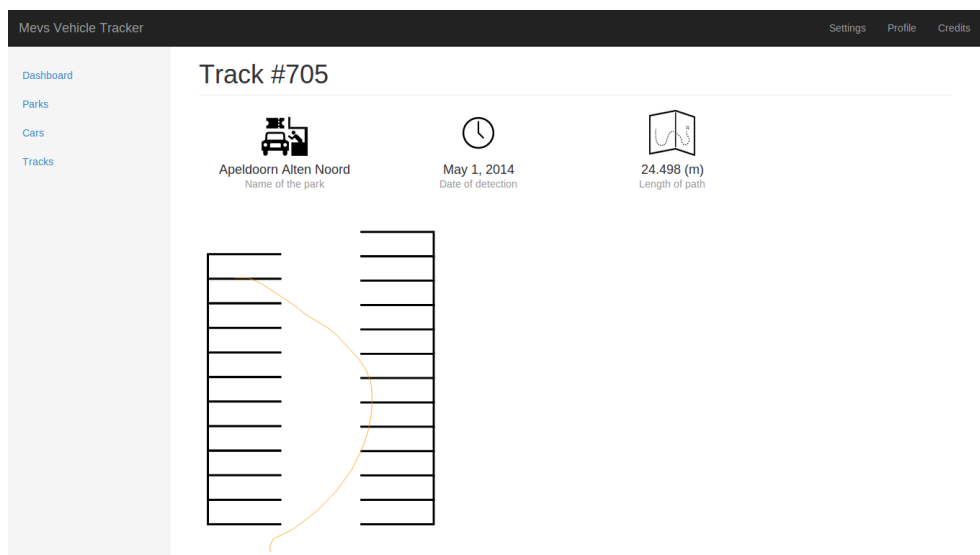 Mevs Vehicle Tracker
Settings Profile Credits
Dashboard
Parks
Cars
Tracks
Track #705
Apeldoorn Alten Noord
Name of the park
May 1, 2014
Date of detection
24.498 (m)
Length of path